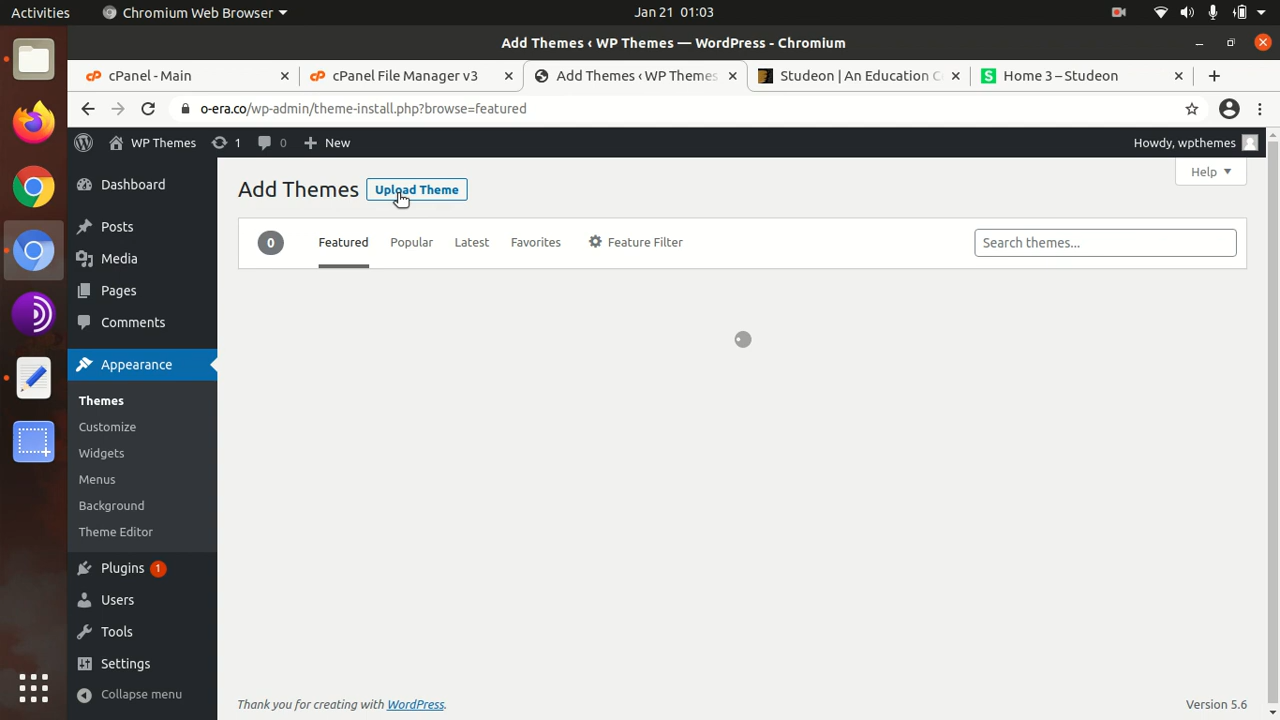 Activities Chromium Web Browser Jan 21 01:03
Add Themes ‹ WP Themes — WordPress - Chromium
cPanel - Main cPanel File Manager v3 Add Themes ‹ WP Themes Studeon | An Education C Home 3 – Studeon
o-era.co/wp-admin/theme-install.php?browse=featured
WP Themes 1 0 New Howdy, wpthemes
Help
Add Themes Upload Theme
0 Featured Popular Latest Favorites Feature Filter Search themes...
Dashboard
Posts
Media
Pages
Comments
Appearance
Themes
Customize
Widgets
Menus
Background
Theme Editor
Plugins 1
Users
Tools
Settings
Collapse menu
Thank you for creating with WordPress. Version 5.6